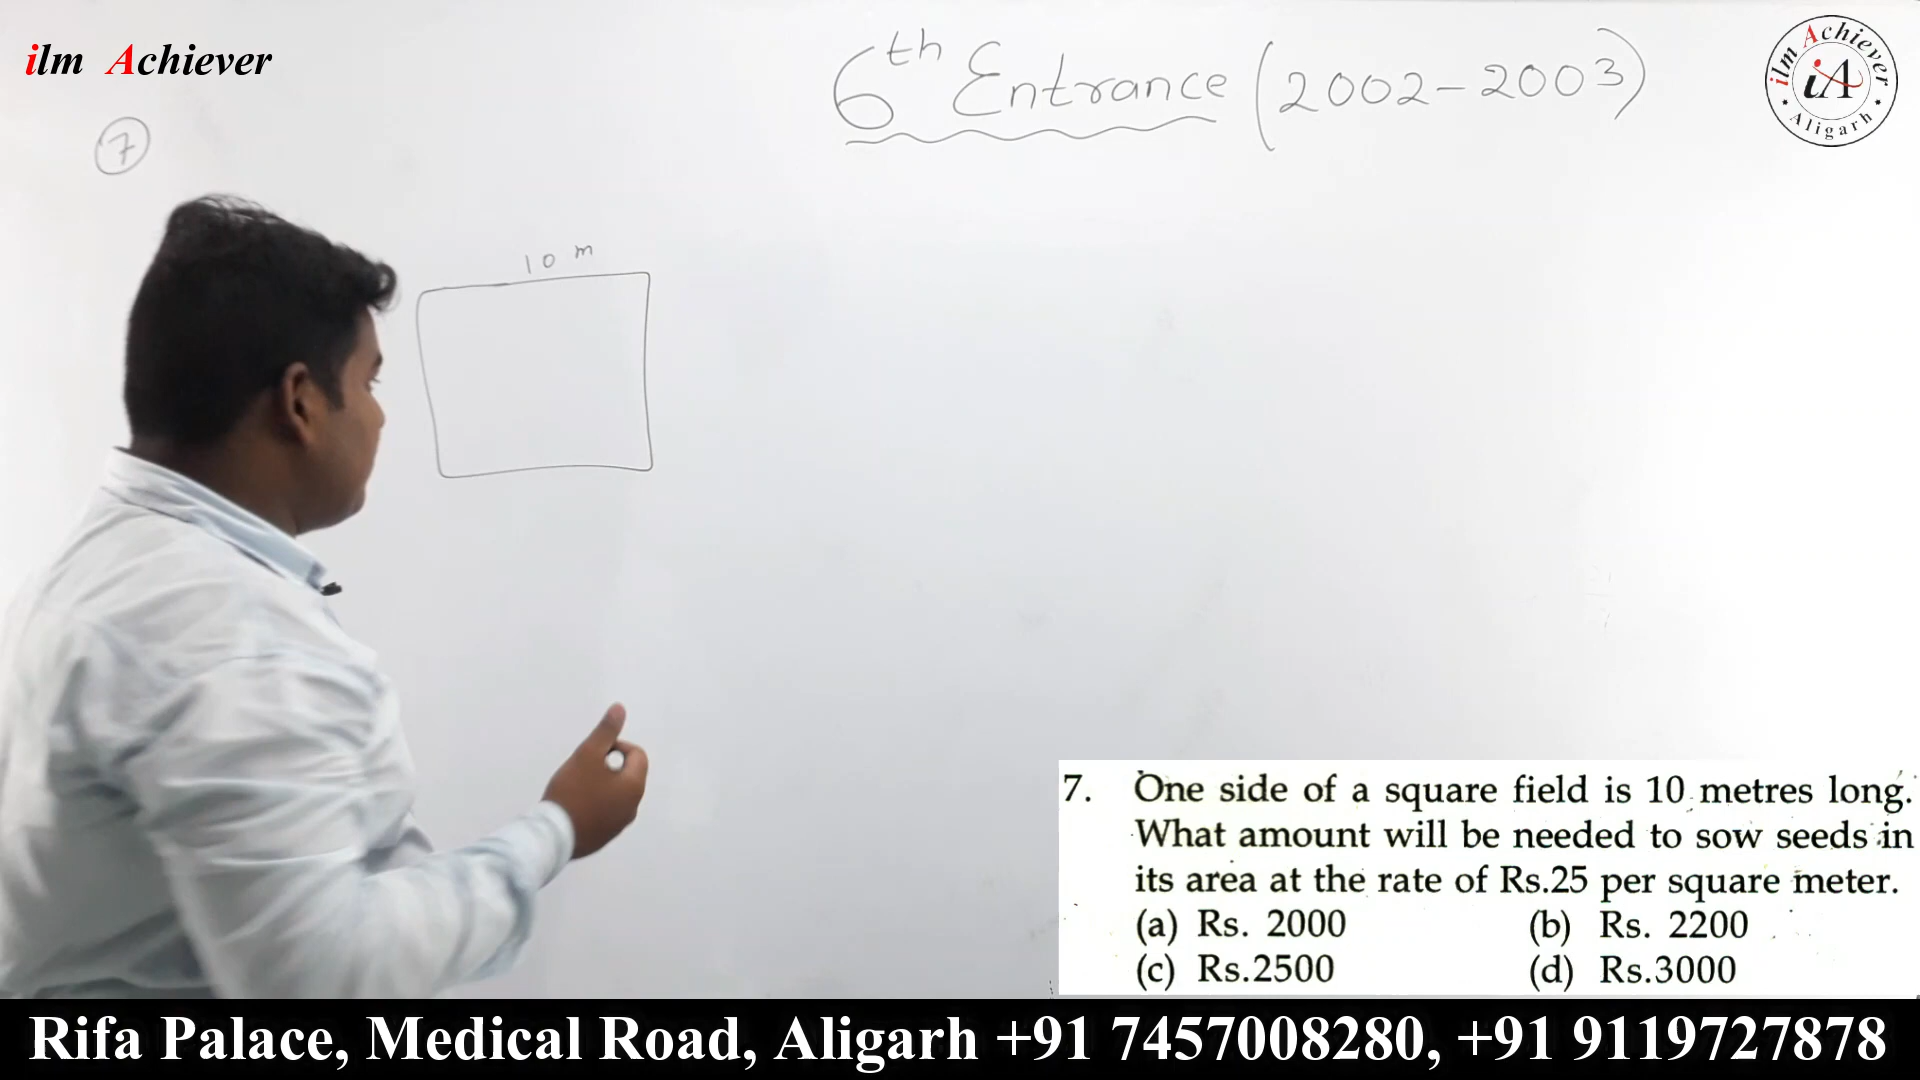 ilm Achiever
6th Entrance (2002-2003)
ilm Achiever
iA
Aligarh
7
10 m
7. One side of a square field is 10 metres long.
What amount will be needed to sow seeds in
its area at the rate of Rs.25 per square meter.
(a) Rs. 2000 (b) Rs. 2200
(c) Rs.2500 (d) Rs.3000
Rifa Palace, Medical Road, Aligarh +91 7457008280, +91 9119727878